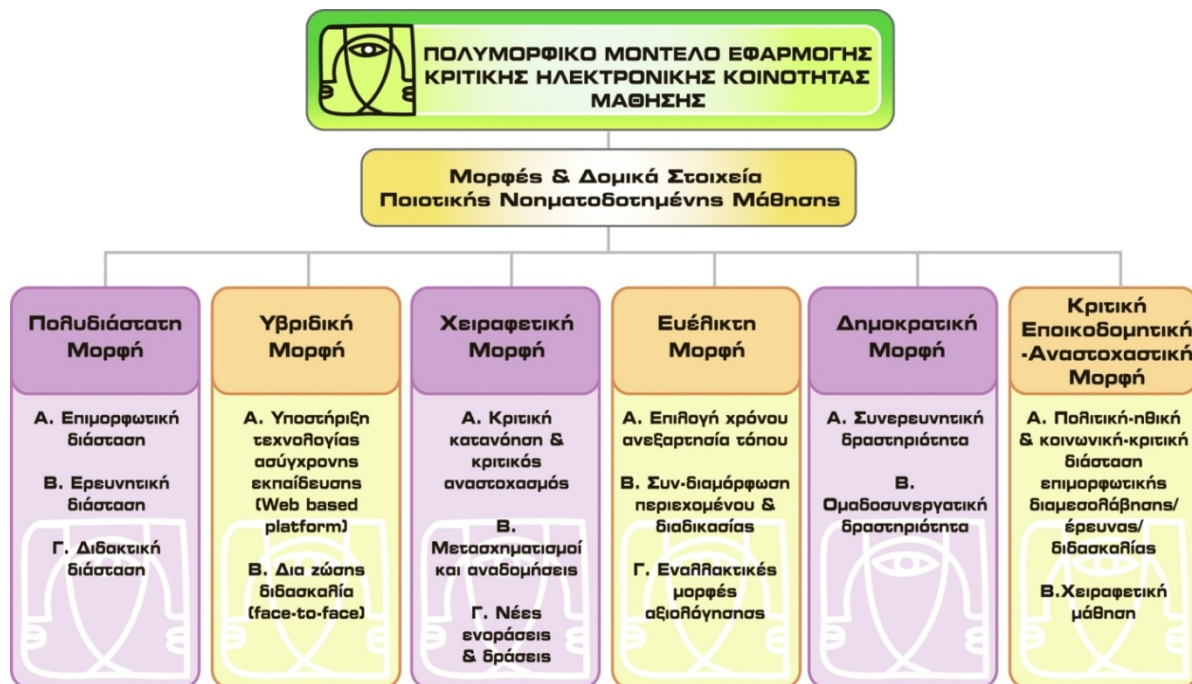 ΠΟΛΥΜΟΡΦΙΚΟ ΜΟΝΤΕΛΟ ΕΦΑΡΜΟΓΗΣ
ΚΡΙΤΙΚΗΣ ΗΛΕΚΤΡΟΝΙΚΗΣ ΚΟΙΝΟΤΗΤΑΣ
ΜΑΘΗΣΗΣ
Μορφές & Δομικά Στοιχεία
Ποιοτικής Νοηματοδοτημένης Μάθησης
Πολυδιάστατη
Μορφή
Α. Επιμορφωτική
διάσταση
Β. Ερευνητική
διάσταση
Γ. Διδακτική
διάσταση
Υβριδική
Μορφή
Α. Υποστήριξη
τεχνολογίας
ασύγχρονης
εκπαίδευσης
(Web based
platform)
Β. Δια ζώσης
διδασκαλία
(face-to-face)
Χειραφετική
Μορφή
Α. Κριτική
κατανόηση &
κριτικός
αναστοχασμός
Β.
Μετασχηματισμοί
και αναδομήσεις
Γ. Νέες
ενοράσεις
& δράσεις
Ευέλικτη
Μορφή
Α. Επιλογή χρόνου
ανεξαρτησία τόπου
Β. Συν-διαμόρφωση
περιεχομένου &
διαδικασίας
Γ. Εναλλακτικές
μορφές
αξιολόγησης
Δημοκρατική
Μορφή
Α. Συνερευνητική
δραστηριότητα
Β.
Ομαδοσυνεργατική
δραστηριότητα
Κριτική
Εποικοδομητική
-Αναστοχαστική
Μορφή
Α. Πολιτική-ηθική
& κοινωνική-κριτική
διάσταση
επιμορφωτικής
διαμεσολάβησης/
έρευνας/
διδασκαλίας
Β.Χειραφετική
μάθηση